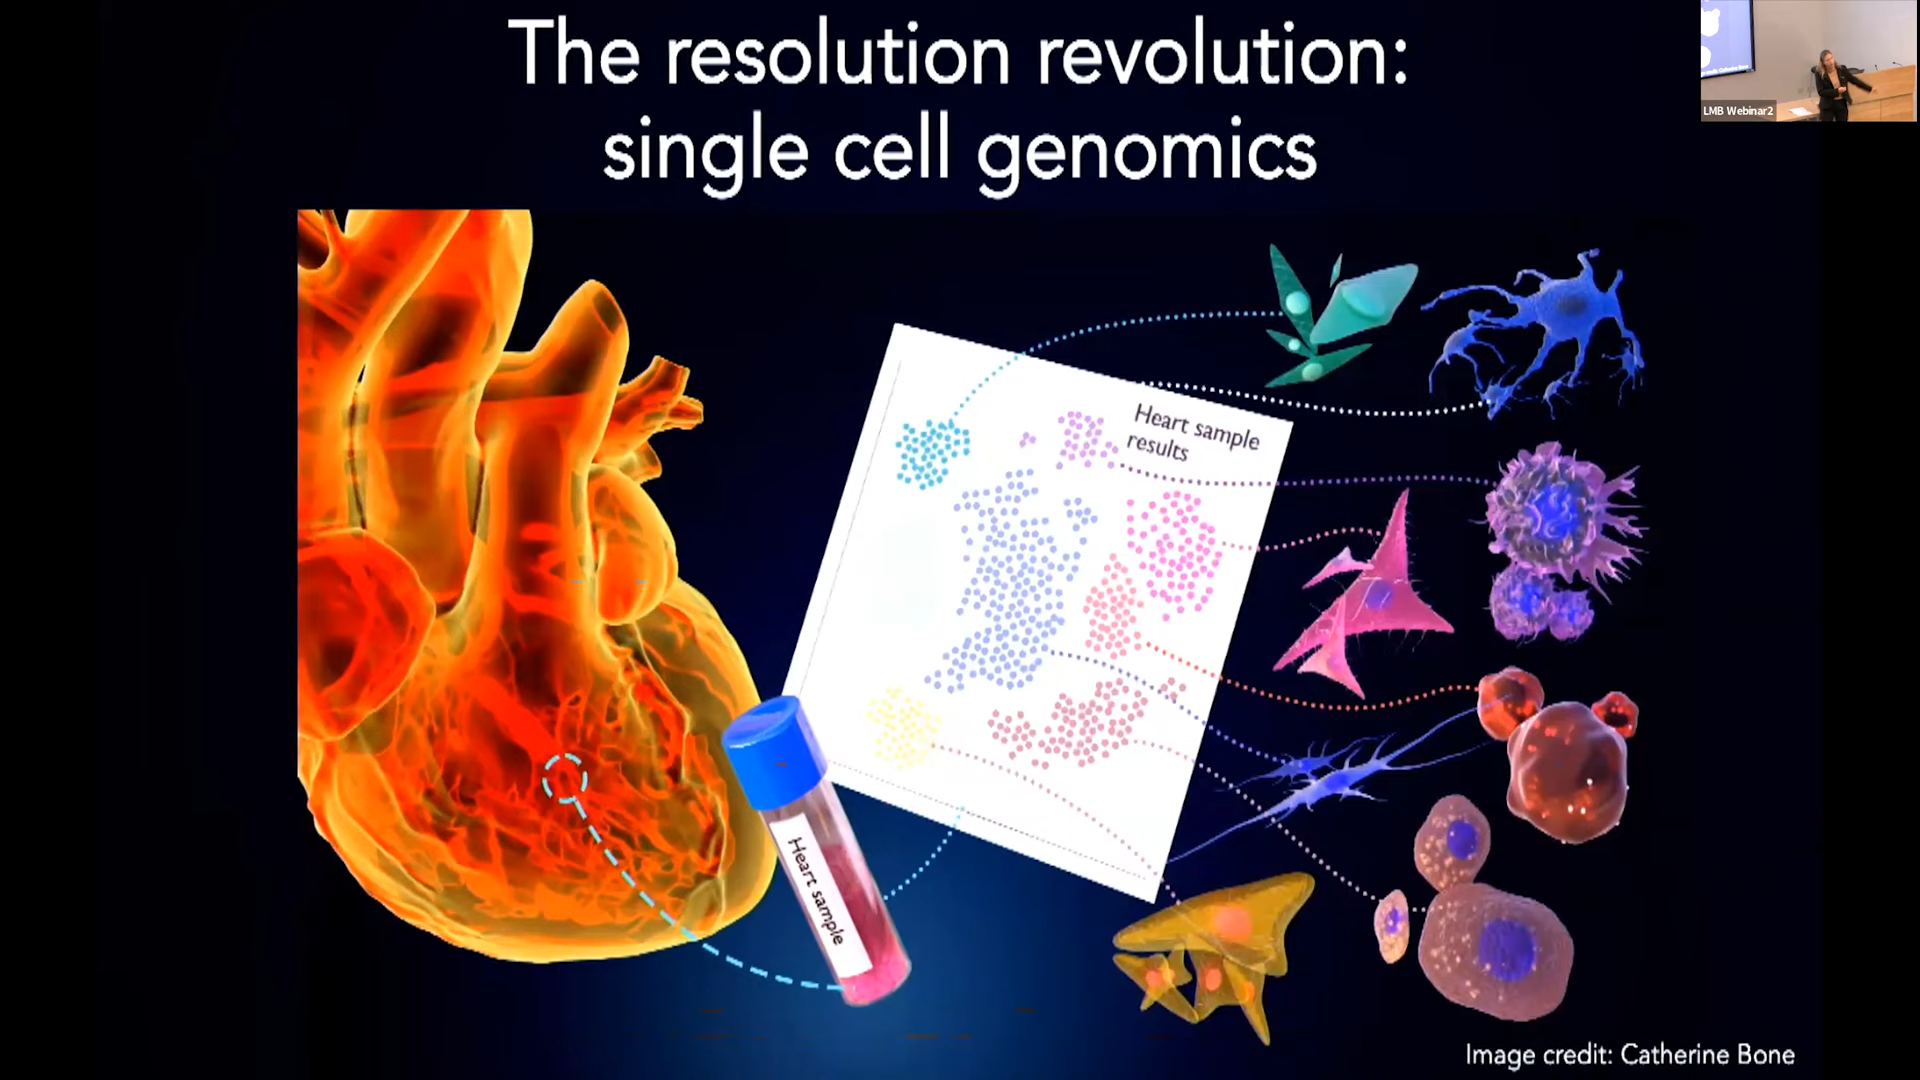 The resolution revolution:
single cell genomics
LMB Webinar2
Heart sample
results
Heart sample
Image credit: Catherine Bone